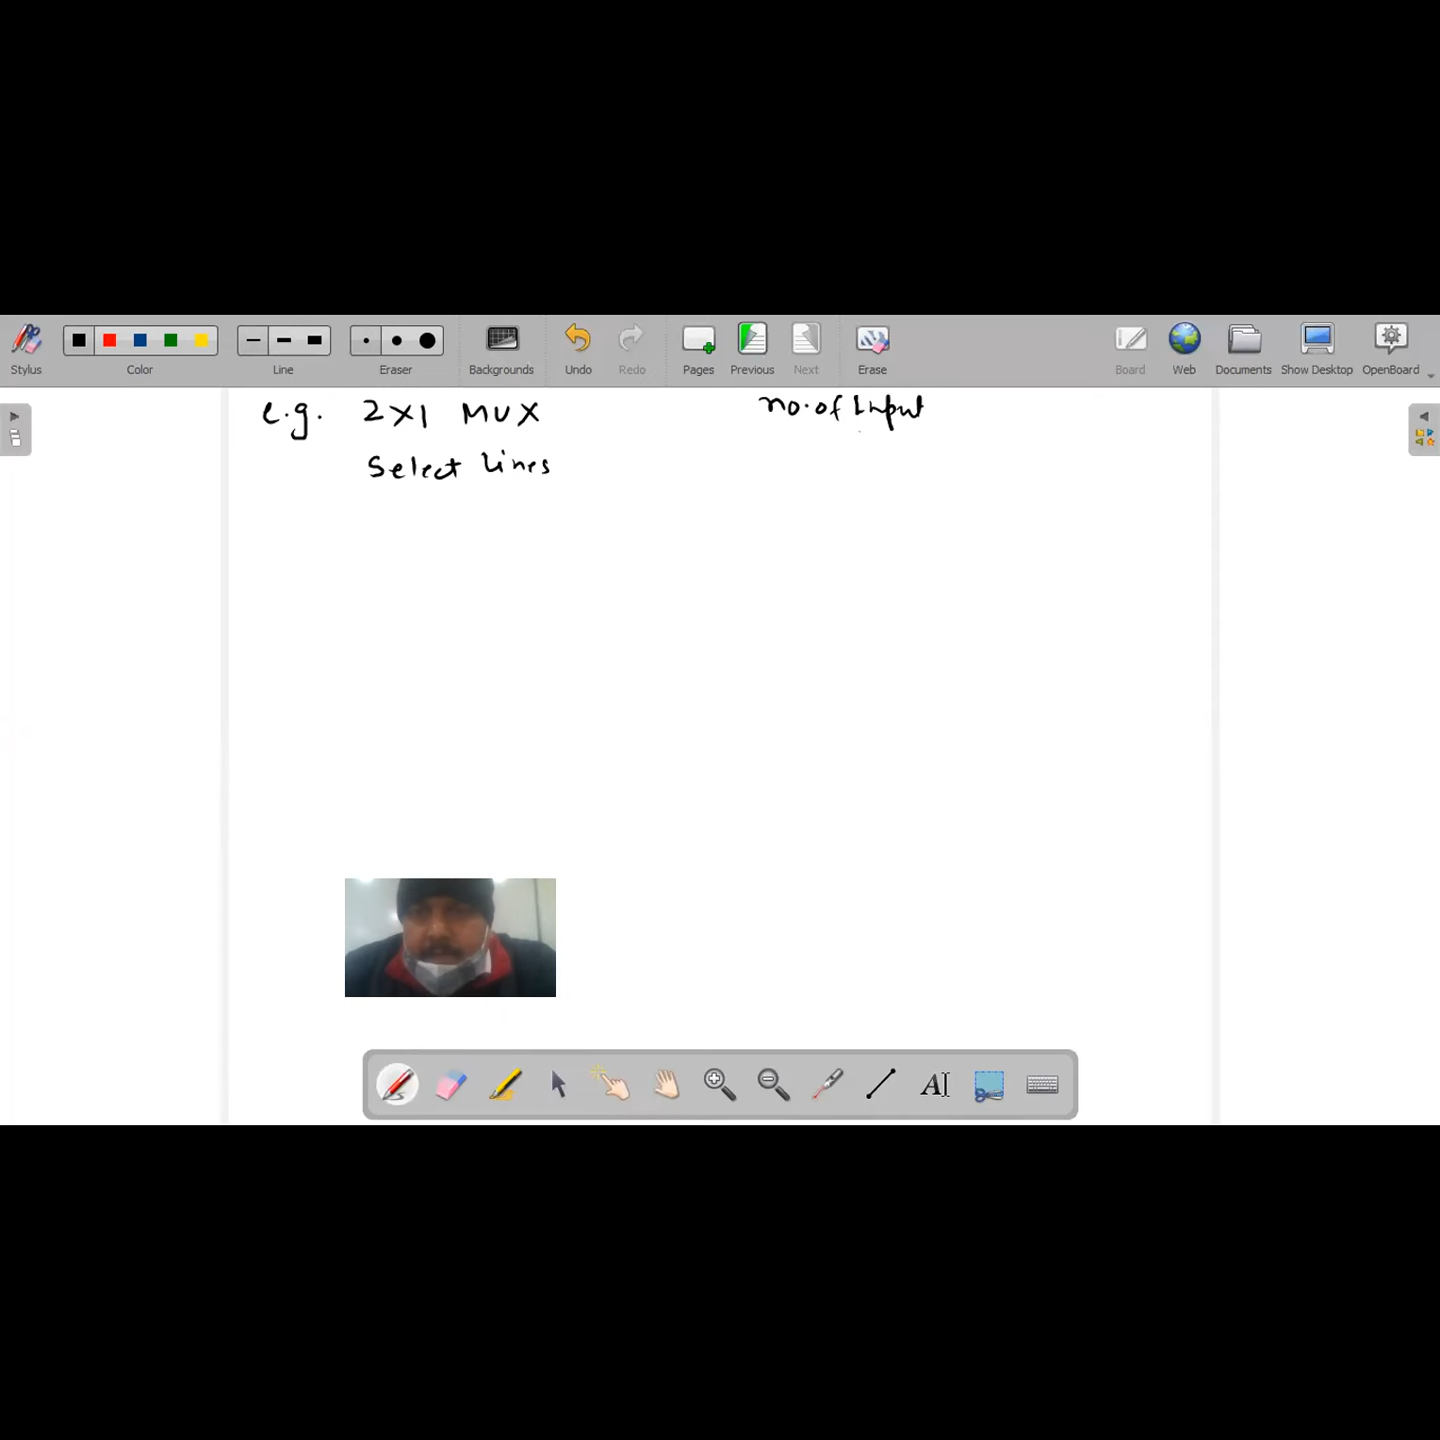 Stylus Color Line Eraser Backgrounds Undo Redo Pages Previous Next Erase Board Web Documents Show Desktop OpenBoard
e.g. 2x1 MUX no. of Input
Select Lines
AI